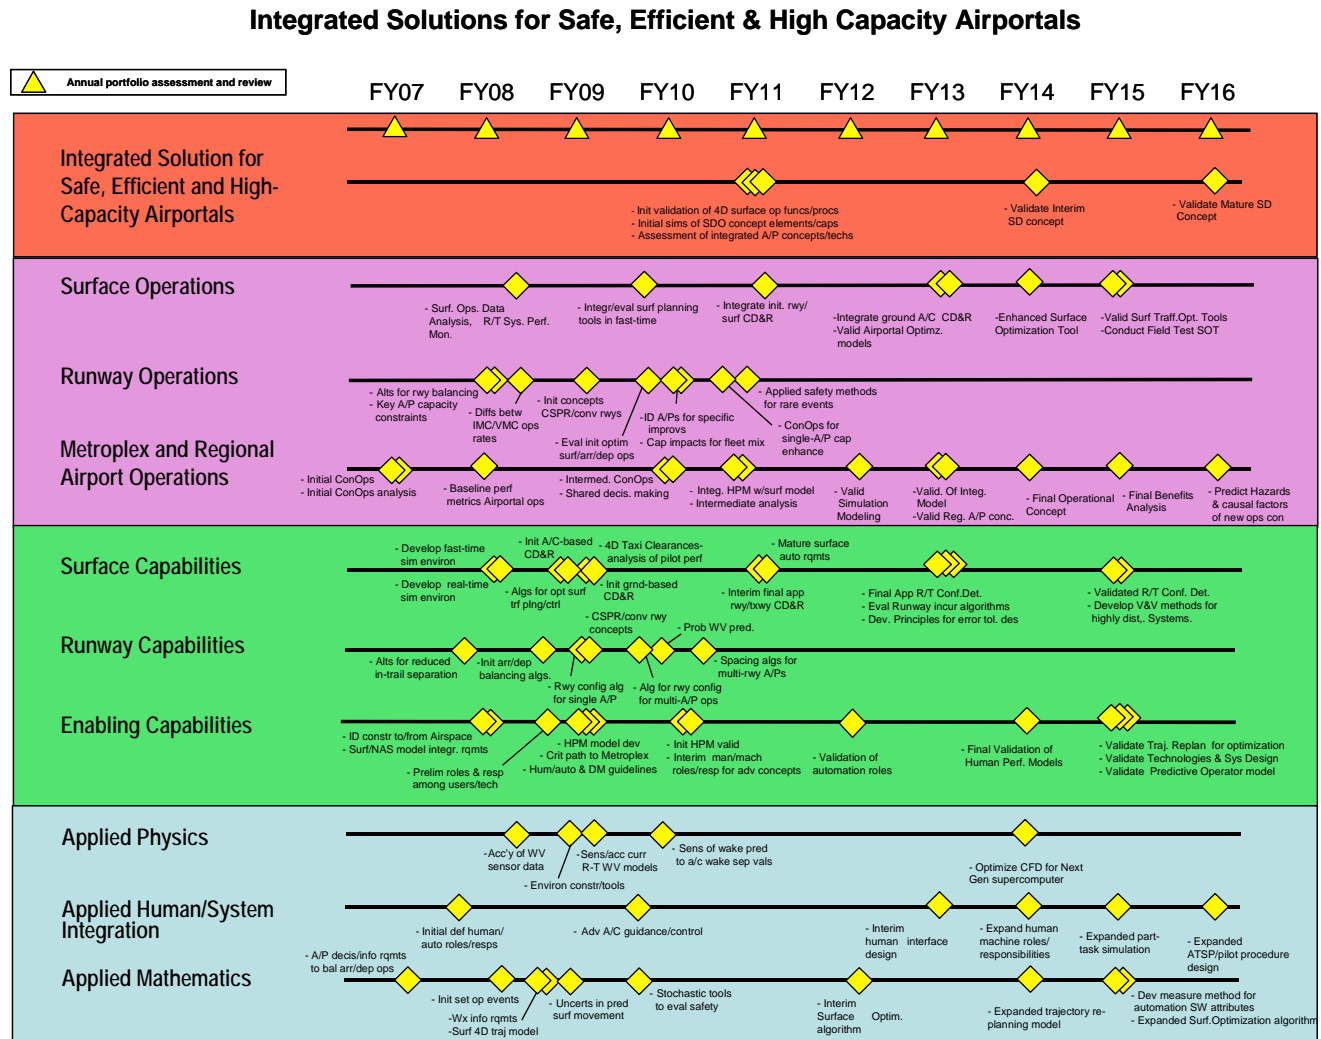 Integrated Solutions for Safe, Efficient & High Capacity Airportals
Annual portfolio assessment and review
FY07 FY08 FY09 FY10 FY11 FY12 FY13 FY14 FY15 FY16
Integrated Solution for
Safe, Efficient and High-
Capacity Airportals
- Init validation of 4D surface op funcs/procs
- Initial sims of SDO concept elements/caps
- Assessment of integrated A/P concepts/techs
- Validate Interim
SD concept
- Validate Mature SD
Concept
Surface Operations
- Surf. Ops. Data
Analysis, R/T Sys. Perf.
Mon.
- Integr/eval surf planning
tools in fast-time
- Integrate init. rwy/
surf CD&R
-Integrate ground A/C CD&R
-Valid Airportal Optimz.
models
-Enhanced Surface
Optimization Tool
-Valid Surf Traff.Opt. Tools
-Conduct Field Test SOT
Runway Operations
- Alts for rwy balancing
- Key A/P capacity
constraints
- Diffs betw
IMC/VMC ops
rates
- Init concepts
CSPR/conv rwys
- Eval init optim
surf/arr/dep ops
-ID A/Ps for specific
improvs
- Cap impacts for fleet mix
- Applied safety methods
for rare events
- ConOps for
single-A/P cap
enhance
Metroplex and Regional
Airport Operations
- Initial ConOps
- Initial ConOps analysis
- Baseline perf
metrics Airportal ops
- Intermed. ConOps
- Shared decis. making
- Integ. HPM w/surf model
- Intermediate analysis
- Valid
Simulation
Modeling
-Valid. Of Integ.
Model
-Valid Reg. A/P conc.
- Final Operational
Concept
- Final Benefits
Analysis
- Predict Hazards
& causal factors
of new ops con
Surface Capabilities
- Develop fast-time
sim environ
- Develop real-time
sim environ
- Init A/C-based
CD&R
- Algs for opt surf
trf plng/ctrl
- 4D Taxi Clearances-
analysis of pilot perf
- Init grnd-based
CD&R
- Mature surface
auto rqmts
- Interim final app
rwy/txwy CD&R
- Final App R/T Conf.Det.
- Eval Runway incur algorithms
- Dev. Principles for error tol. des
- Validated R/T Conf. Det.
- Develop V&V methods for
highly dist,. Systems.
Runway Capabilities
- Alts for reduced
in-trail separation
-Init arr/dep
balancing algs.
- CSPR/conv rwy
concepts
- Rwy config alg
for single A/P
- Prob WV pred.
- Alg for rwy config
for multi-A/P ops
- Spacing algs for
multi-rwy A/Ps
Enabling Capabilities
- ID constr to/from Airspace
- Surf/NAS model integr. rqmts
- Prelim roles & resp
among users/tech
- HPM model dev
- Crit path to Metroplex
- Hum/auto & DM guidelines
- Init HPM valid
- Interim man/mach
roles/resp for adv concepts
- Validation of
automation roles
- Final Validation of
Human Perf. Models
- Validate Traj. Replan for optimization
- Validate Technologies & Sys Design
- Validate Predictive Operator model
Applied Physics
-Acc'y of WV
sensor data
- Environ constr/tools
-Sens/acc curr
R-T WV models
- Sens of wake pred
to a/c wake sep vals
- Optimize CFD for Next
Gen supercomputer
Applied Human/System
Integration
- Initial def human/
auto roles/resps
- Adv A/C guidance/control
- Interim
human interface
design
- Expand human
machine roles/
responsibilities
- Expanded part-
task simulation
- Expanded
ATSP/pilot procedure
design
Applied Mathematics
- A/P decis/info rqmts
to bal arr/dep ops
- Init set op events
-Wx info rqmts
-Surf 4D traj model
- Uncerts in pred
surf movement
- Stochastic tools
to eval safety
- Interim
Surface Optim.
algorithm
- Expanded trajectory re-
planning model
- Dev measure method for
automation SW attributes
- Expanded Surf.Optimization algorithm